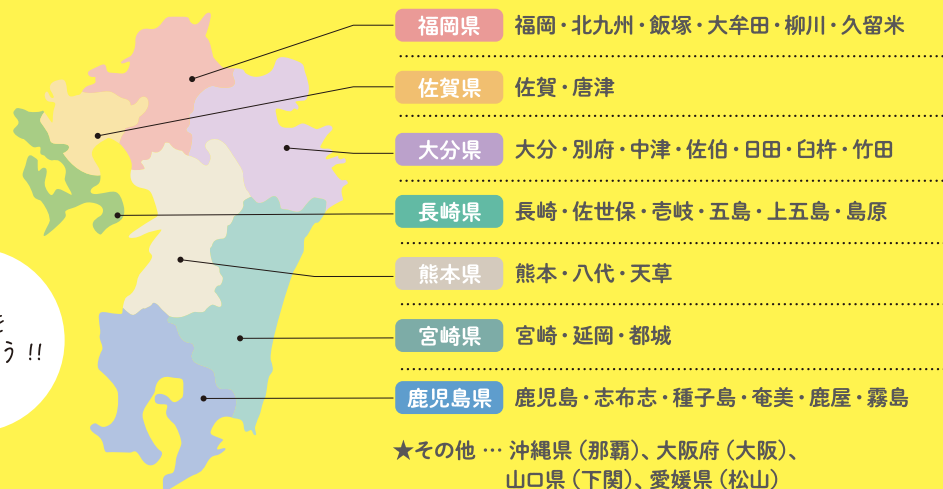 福岡県 福岡・北九州・飯塚・大牟田・柳川・久留米
佐賀県 佐賀・唐津
大分県 大分・別府・中津・佐伯・日田・臼杵・竹田
長崎県 長崎・佐世保・壱岐・五島・上五島・島原
熊本県 熊本・八代・天草
宮崎県 宮崎・延岡・都城
鹿児島県 鹿児島・志布志・種子島・奄美・鹿屋・霧島
★その他 … 沖縄県（那覇）、大阪府（大阪）、
山口県（下関）、愛媛県（松山）
を
う !!